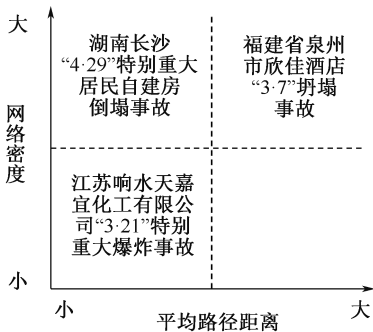 大
湖南长沙
“4·29”特别重大
居民自建房
倒塌事故
福建省泉州
市欣佳酒店
“3·7”坍塌
事故
网络密度
江苏响水天嘉
宜化工有限公
司“3·21”特别
重大爆炸事故
小
小
大
平均路径距离